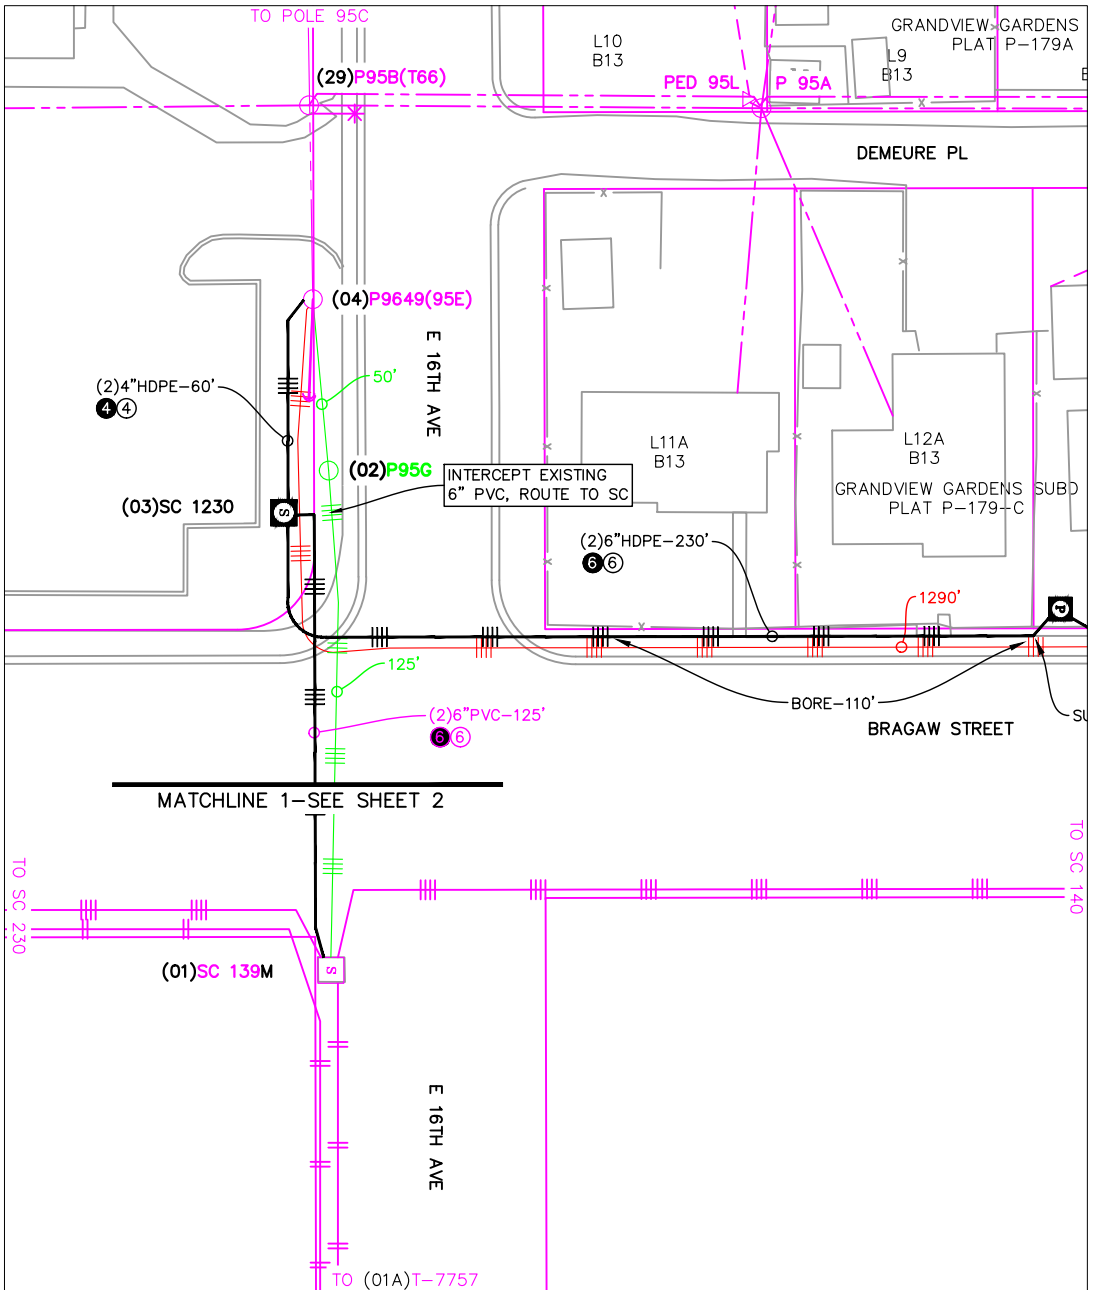 TO POLE 95C
(29)P95B(T66)
L10
B13
GRANDVIEW GARDENS
PLAT P-179A
L9
B13
PED 95L
P 95A
DEMEURE PL
(04)P9649(95E)
E 16TH AVE
50'
(2)4"HDPE-60'
4 4
(02)P95G
INTERCEPT EXISTING
6" PVC, ROUTE TO SC
L11A
B13
L12A
B13
GRANDVIEW GARDENS SUBD
PLAT P-179-C
(03)SC 1230
S
(2)6"HDPE-230'
6 6
1290'
P
125'
BORE-110'
(2)6"PVC-125'
6 6
BRAGAW STREET
SU
MATCHLINE 1-SEE SHEET 2
TO SC 230
TO SC 140
(01)SC 139M
S
E 16TH AVE
TO (01A)T-7757